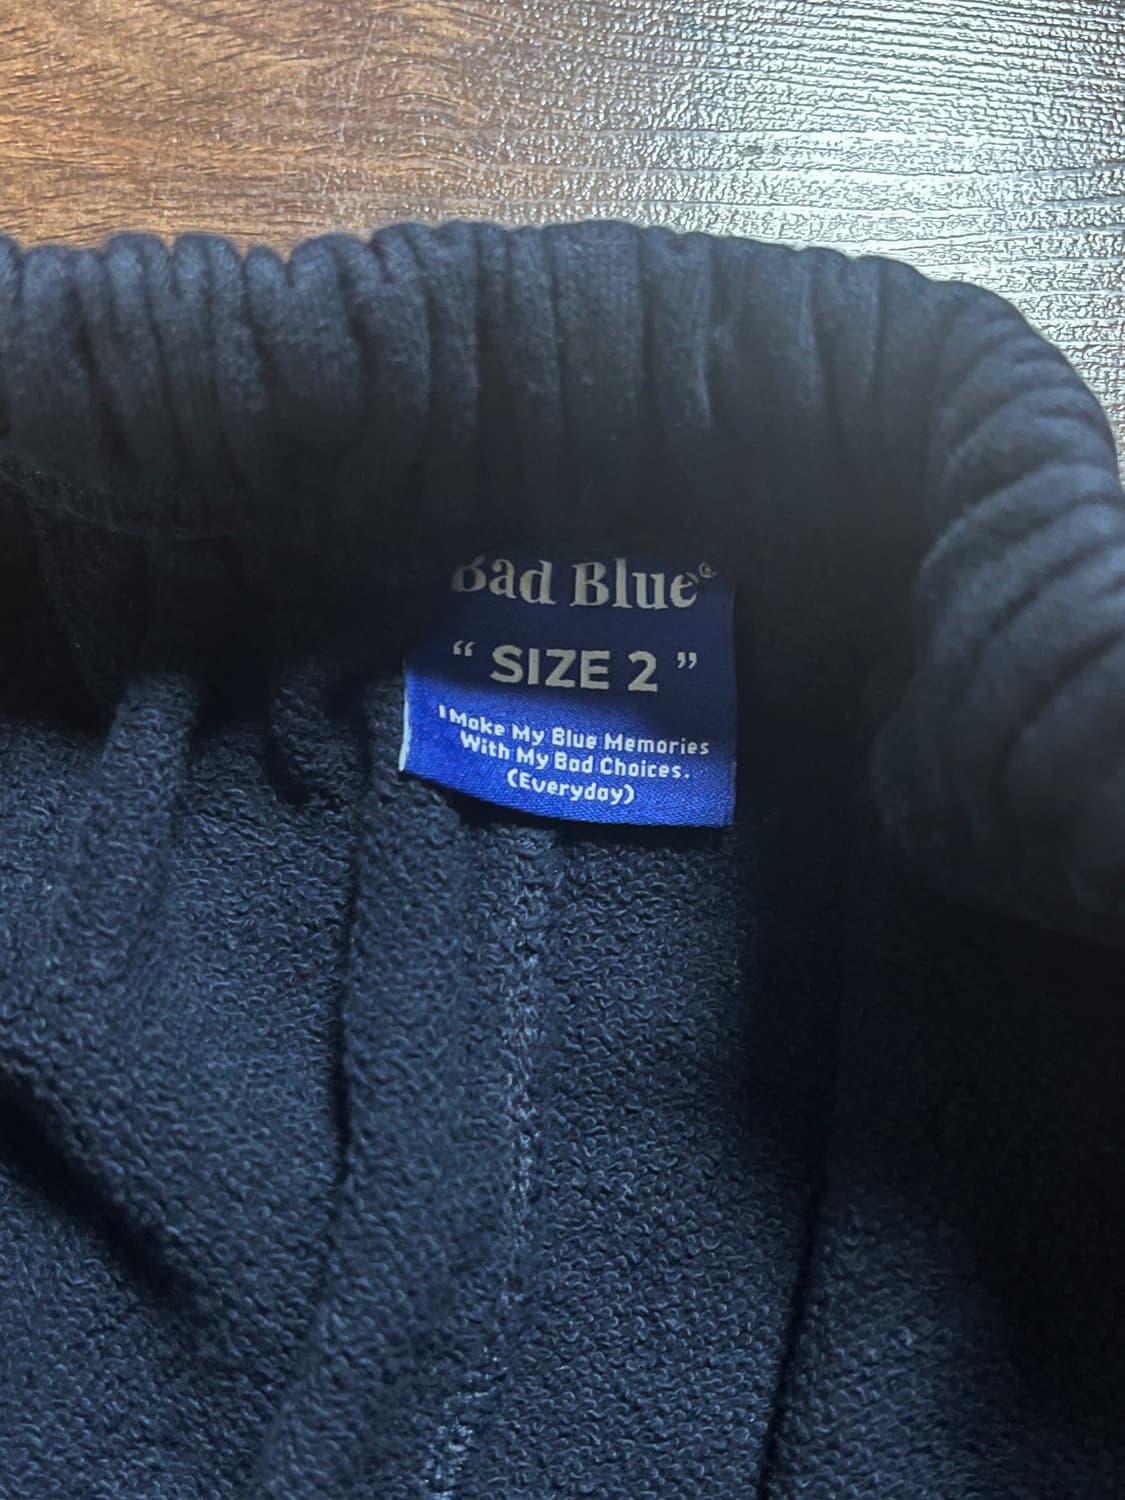 Bad Blue®
“ SIZE 2 ”
I Make My Blue Memories
With My Bad Choices.
(Everyday)